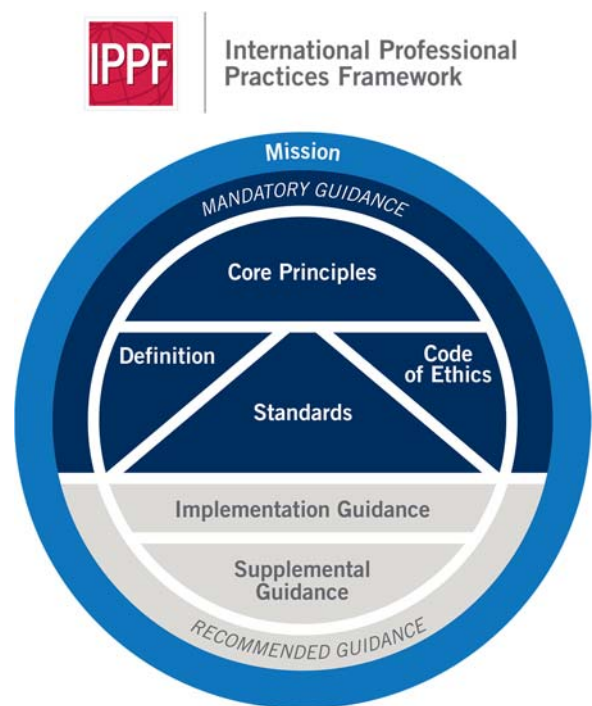 IPPF
International Professional
Practices Framework
Mission
MANDATORY GUIDANCE
Core Principles
Definition
Code
of Ethics
Standards
Implementation Guidance
Supplemental
Guidance
RECOMMENDED GUIDANCE